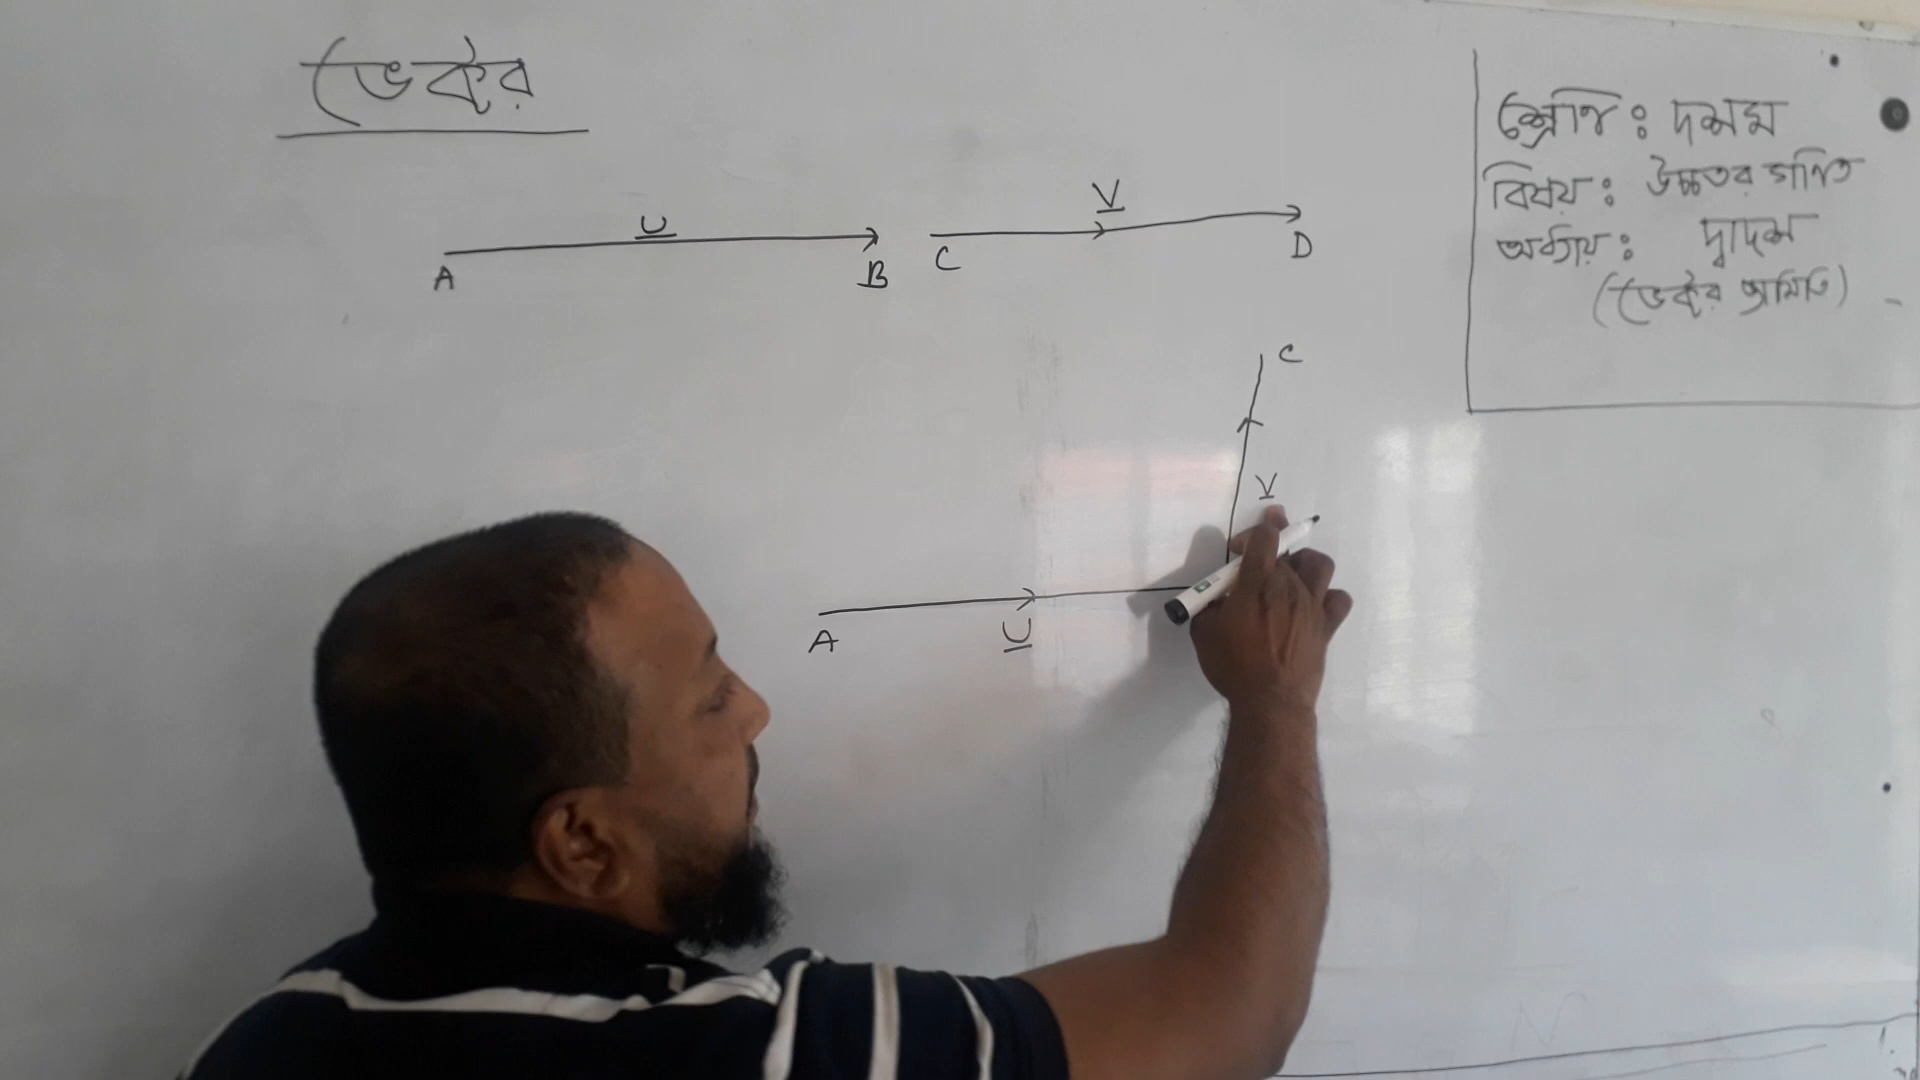 ভেক্টর
U
V
A
B
C
D
C
V
A
U
শ্রেণি : দশম
বিষয় : উচ্চতর গণিত
অধ্যায় : দ্বাদশ
(ভেক্টর জ্যামিতি)